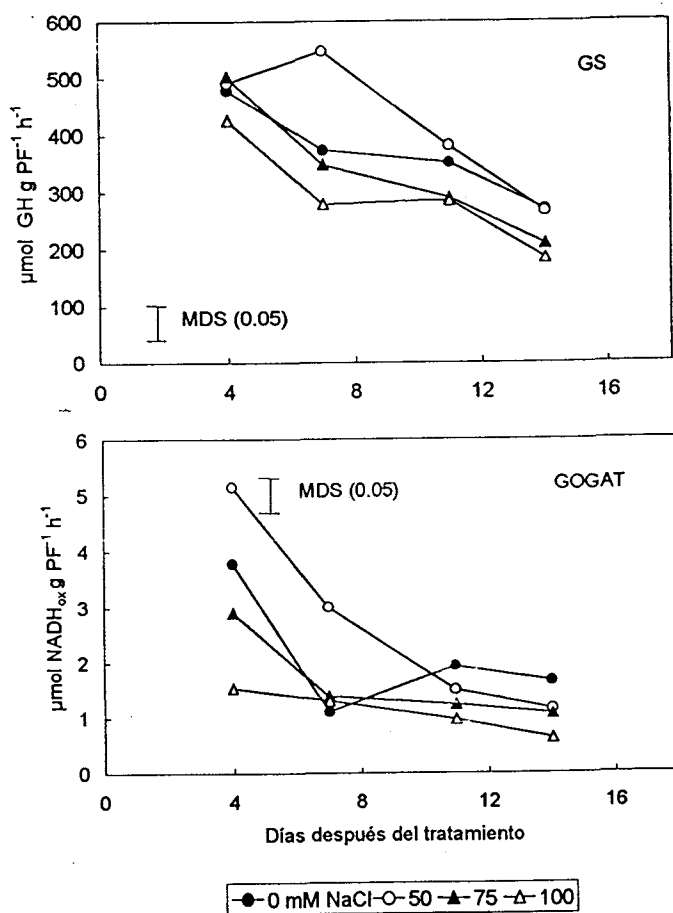 600
500
400
300
200
100
0
µmol GH g PF⁻¹ h⁻¹
GS
MDS (0.05)
0 4 8 12 16
6
5
4
3
2
1
0
µmol NADHₒₓ g PF⁻¹ h⁻¹
MDS (0.05)
GOGAT
0 4 8 12 16
Días después del tratamiento
0 mM NaCl 50 75 100